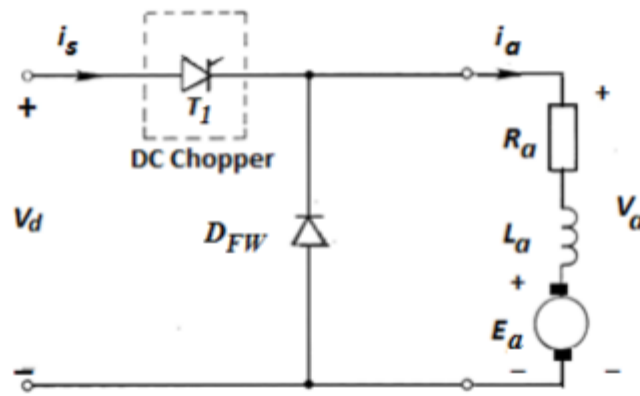 i_s
i_a
+
T_1
DC Chopper
+
R_a
V_d
D_FW
L_a
V_a
+
E_a
−
−
−